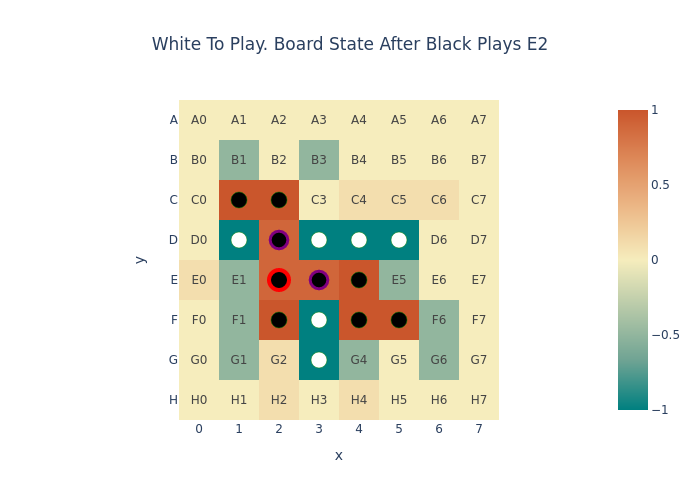 White To Play. Board State After Black Plays E2
A A0 A1 A2 A3 A4 A5 A6 A7
B B0 B1 B2 B3 B4 B5 B6 B7
C C0 C3 C4 C5 C6 C7
D D0 D6 D7
E E0 E1 E5 E6 E7
F F0 F1 F6 F7
G G0 G1 G2 G4 G5 G6 G7
H H0 H1 H2 H3 H4 H5 H6 H7
0 1 2 3 4 5 6 7
x
y
1
0.5
0
−0.5
−1